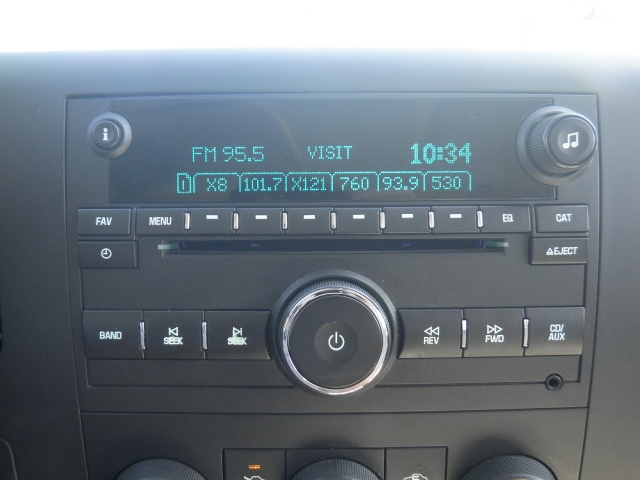 i
FM 95.5 VISIT 10:34
1 X8 101.7 X121 760 93.9 530
FAV MENU EQ CAT
EJECT
BAND SEEK SEEK REV FWD CD/AUX